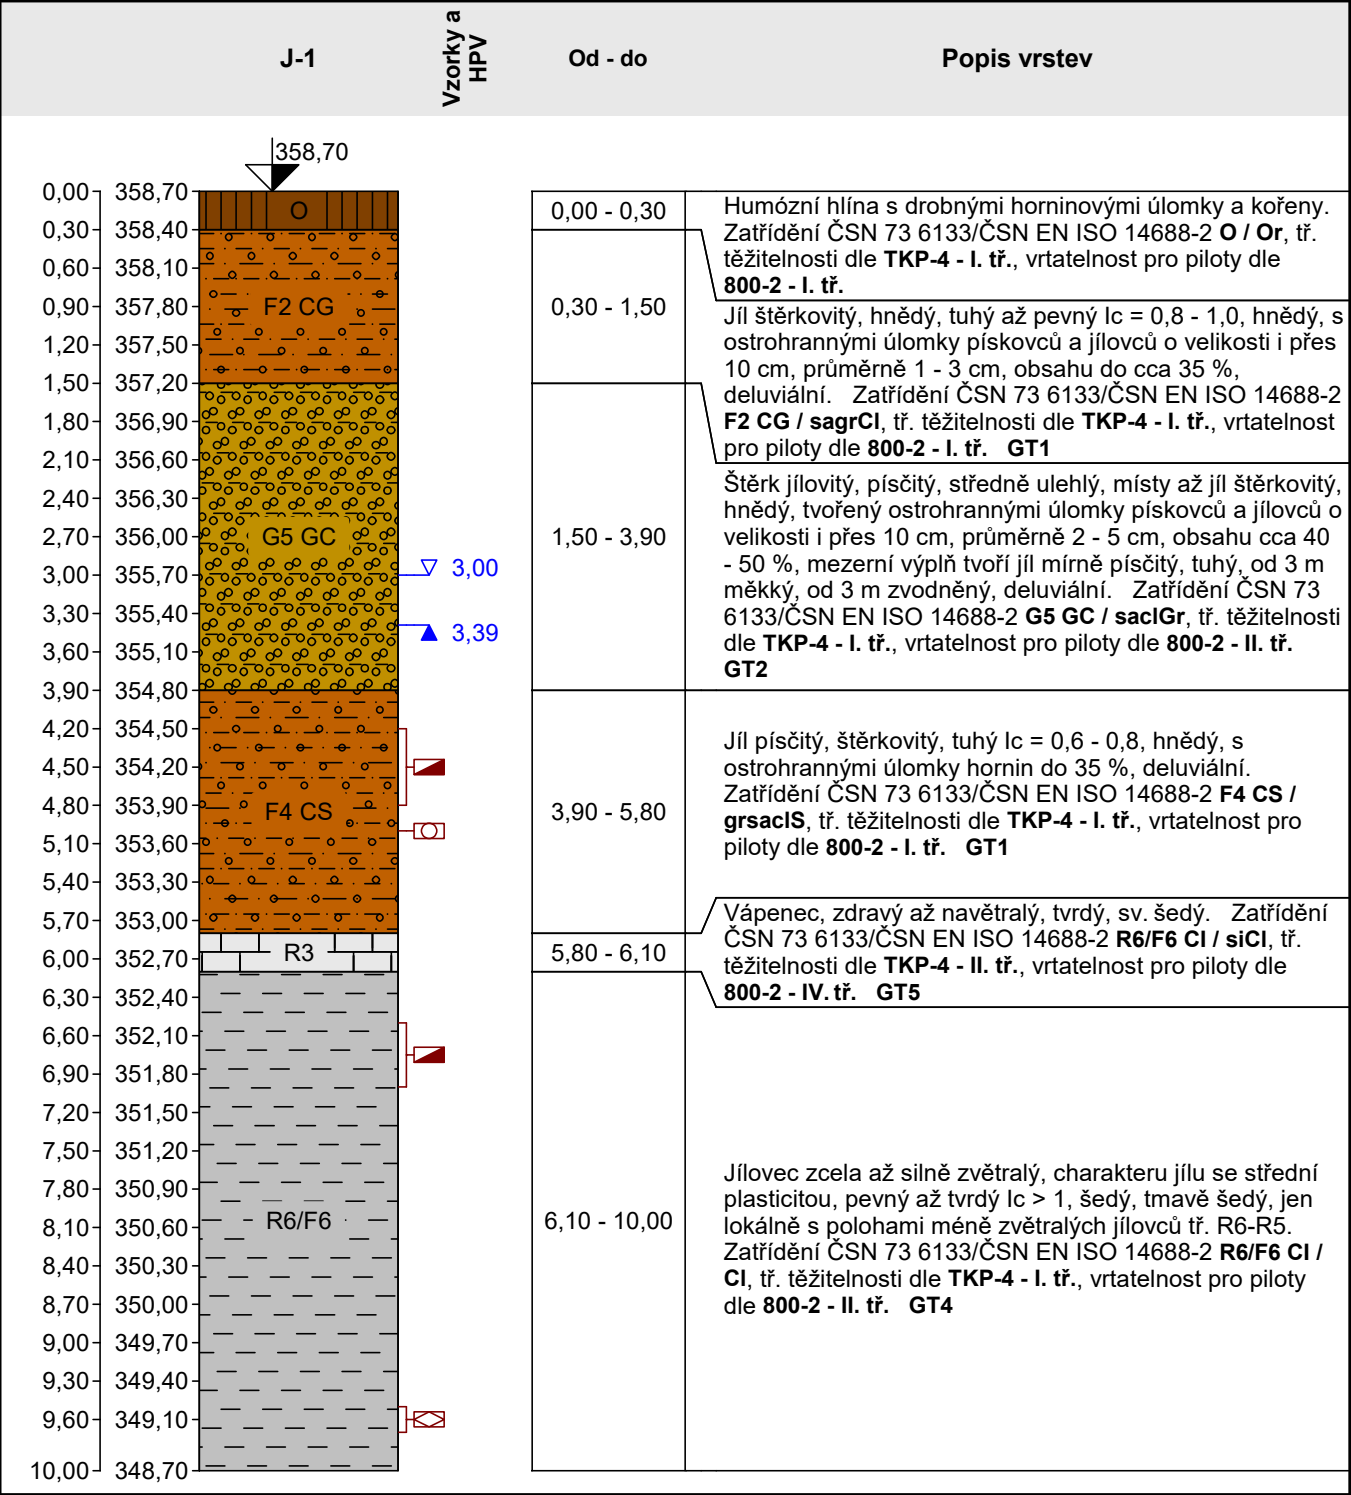 J-1
Vzorky a
HPV
Od - do
Popis vrstev
358,70
0,00 358,70
0,30 358,40
0,60 358,10
0,90 357,80
1,20 357,50
1,50 357,20
1,80 356,90
2,10 356,60
2,40 356,30
2,70 356,00
3,00 355,70
3,30 355,40
3,60 355,10
3,90 354,80
4,20 354,50
4,50 354,20
4,80 353,90
5,10 353,60
5,40 353,30
5,70 353,00
6,00 352,70
6,30 352,40
6,60 352,10
6,90 351,80
7,20 351,50
7,50 351,20
7,80 350,90
8,10 350,60
8,40 350,30
8,70 350,00
9,00 349,70
9,30 349,40
9,60 349,10
10,00 348,70
O
F2 CG
G5 GC
F4 CS
R3
R6/F6
3,00
3,39
0,00 - 0,30
Humózní hlína s drobnými horninovými úlomky a kořeny.
Zatřídění ČSN 73 6133/ČSN EN ISO 14688-2 O / Or, tř.
těžitelnosti dle TKP-4 - I. tř., vrtatelnost pro piloty dle
800-2 - I. tř.
0,30 - 1,50
Jíl štěrkovitý, hnědý, tuhý až pevný Ic = 0,8 - 1,0, hnědý, s
ostrohrannými úlomky pískovců a jílovců o velikosti i přes
10 cm, průměrně 1 - 3 cm, obsahu do cca 35 %,
deluviální. Zatřídění ČSN 73 6133/ČSN EN ISO 14688-2
F2 CG / sagrCl, tř. těžitelnosti dle TKP-4 - I. tř., vrtatelnost
pro piloty dle 800-2 - I. tř. GT1
1,50 - 3,90
Štěrk jílovitý, písčitý, středně ulehlý, místy až jíl štěrkovitý,
hnědý, tvořený ostrohrannými úlomky pískovců a jílovců o
velikosti i přes 10 cm, průměrně 2 - 5 cm, obsahu cca 40
- 50 %, mezerní výplň tvoří jíl mírně písčitý, tuhý, od 3 m
měkký, od 3 m zvodněný, deluviální. Zatřídění ČSN 73
6133/ČSN EN ISO 14688-2 G5 GC / saclGr, tř. těžitelnosti
dle TKP-4 - I. tř., vrtatelnost pro piloty dle 800-2 - II. tř.
GT2
3,90 - 5,80
Jíl písčitý, štěrkovitý, tuhý Ic = 0,6 - 0,8, hnědý, s
ostrohrannými úlomky hornin do 35 %, deluviální.
Zatřídění ČSN 73 6133/ČSN EN ISO 14688-2 F4 CS /
grsaclS, tř. těžitelnosti dle TKP-4 - I. tř., vrtatelnost pro
piloty dle 800-2 - I. tř. GT1
5,80 - 6,10
Vápenec, zdravý až navětralý, tvrdý, sv. šedý. Zatřídění
ČSN 73 6133/ČSN EN ISO 14688-2 R6/F6 CI / siCl, tř.
těžitelnosti dle TKP-4 - II. tř., vrtatelnost pro piloty dle
800-2 - IV. tř. GT5
6,10 - 10,00
Jílovec zcela až silně zvětralý, charakteru jílu se střední
plasticitou, pevný až tvrdý Ic > 1, šedý, tmavě šedý, jen
lokálně s polohami méně zvětralých jílovců tř. R6-R5.
Zatřídění ČSN 73 6133/ČSN EN ISO 14688-2 R6/F6 CI /
Cl, tř. těžitelnosti dle TKP-4 - I. tř., vrtatelnost pro piloty
dle 800-2 - II. tř. GT4